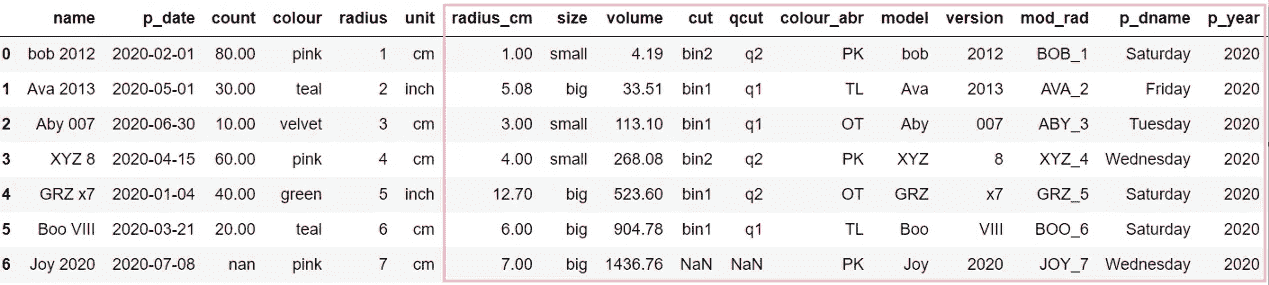 name p_date count colour radius unit radius_cm size volume cut qcut colour_abr model version mod_rad p_dname p_year
0 bob 2012 2020-02-01 80.00 pink 1 cm 1.00 small 4.19 bin2 q2 PK bob 2012 BOB_1 Saturday 2020
1 Ava 2013 2020-05-01 30.00 teal 2 inch 5.08 big 33.51 bin1 q1 TL Ava 2013 AVA_2 Friday 2020
2 Aby 007 2020-06-30 10.00 velvet 3 cm 3.00 small 113.10 bin1 q1 OT Aby 007 ABY_3 Tuesday 2020
3 XYZ 8 2020-04-15 60.00 pink 4 cm 4.00 small 268.08 bin2 q2 PK XYZ 8 XYZ_4 Wednesday 2020
4 GRZ x7 2020-01-04 40.00 green 5 inch 12.70 big 523.60 bin1 q2 OT GRZ x7 GRZ_5 Saturday 2020
5 Boo VIII 2020-03-21 20.00 teal 6 cm 6.00 big 904.78 bin1 q1 TL Boo VIII BOO_6 Saturday 2020
6 Joy 2020 2020-07-08 nan pink 7 cm 7.00 big 1436.76 NaN NaN PK Joy 2020 JOY_7 Wednesday 2020